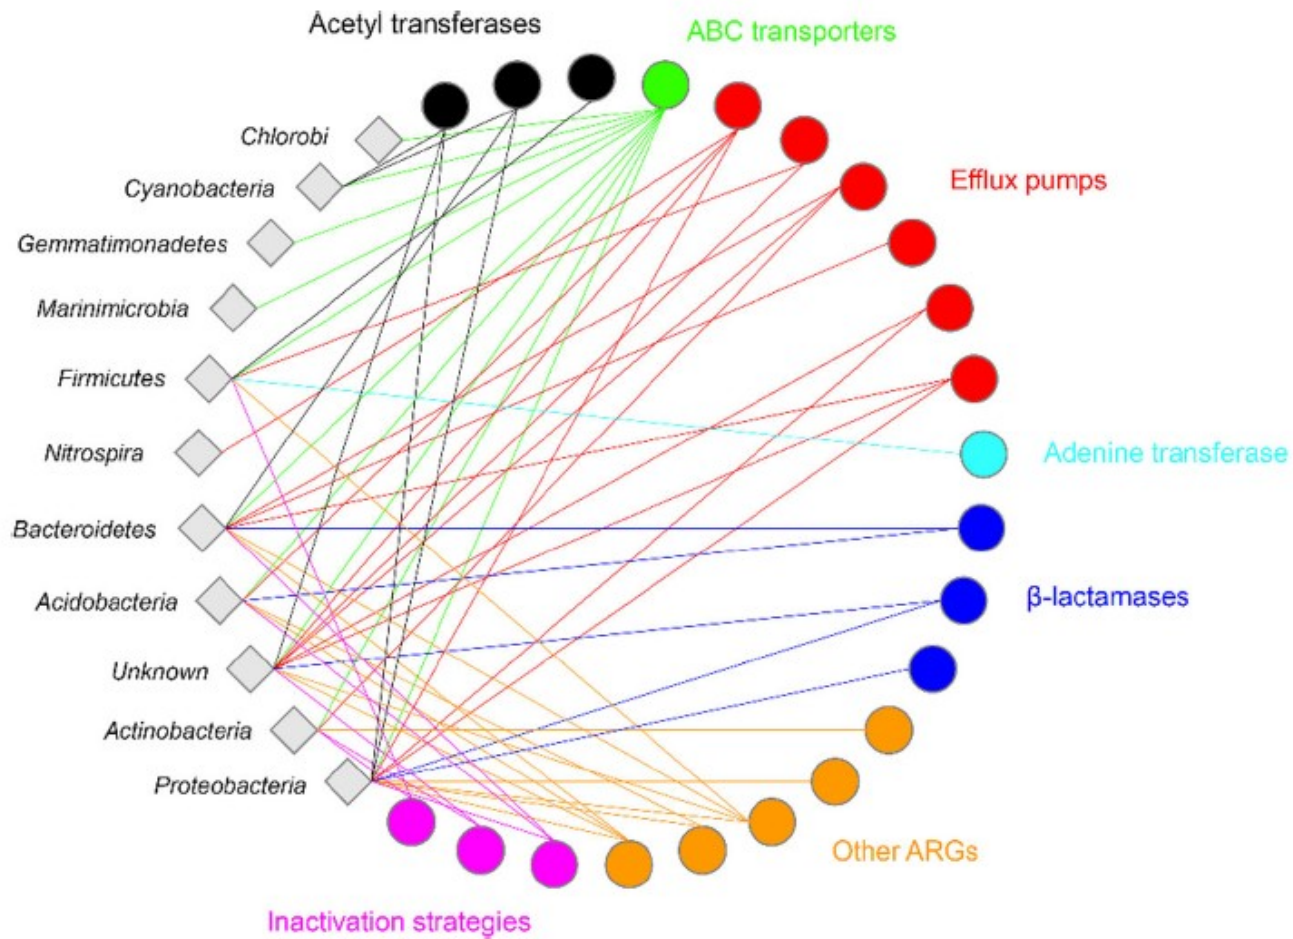 Acetyl transferases
ABC transporters
Chlorobi
Cyanobacteria
Efflux pumps
Gemmatimonadetes
Marinimicrobia
Firmicutes
Nitrospira
Adenine transferase
Bacteroidetes
Acidobacteria
β-lactamases
Unknown
Actinobacteria
Proteobacteria
Other ARGs
Inactivation strategies